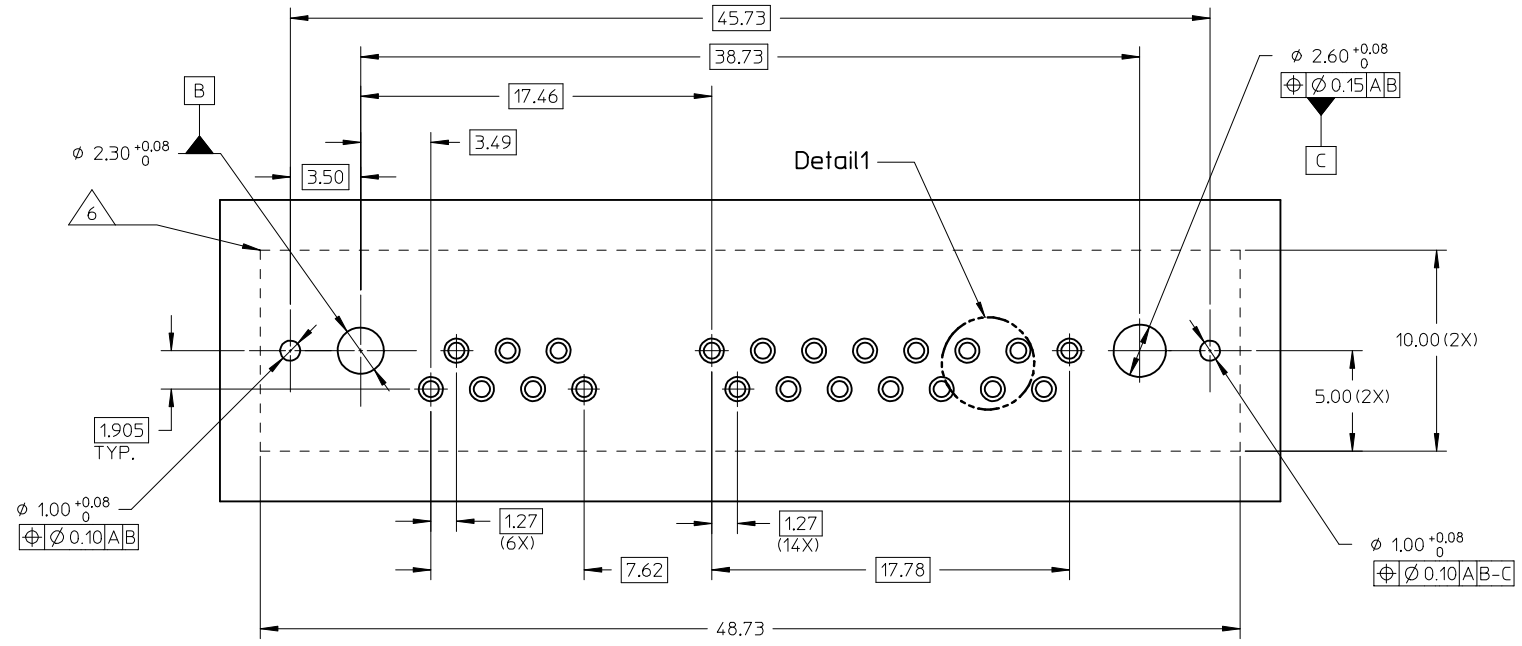 45.73
38.73
17.46
3.49
3.50
B
⌀ 2.30 +0.08 0
6
Detail1
⌀ 2.60 +0.08 0
⌖ ⌀ 0.15 A B
C
10.00 (2X)
5.00 (2X)
1.905
TYP.
⌀ 1.00 +0.08 0
⌖ ⌀ 0.10 A B
1.27
(6X)
7.62
1.27
(14X)
17.78
⌀ 1.00 +0.08 0
⌖ ⌀ 0.10 A B-C
48.73